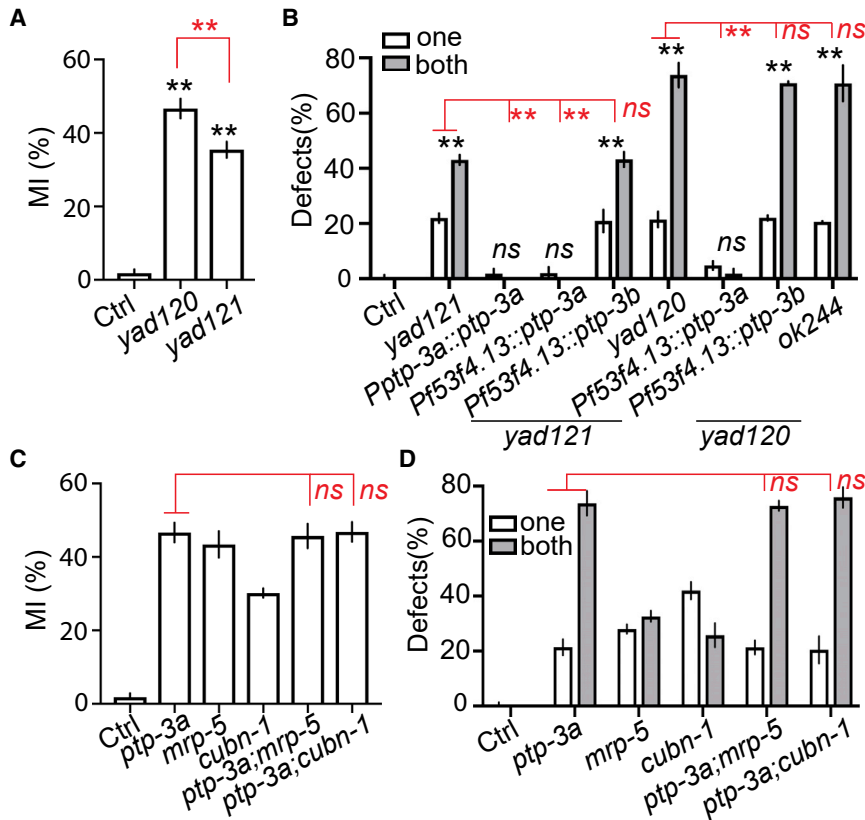 A
MI (%)
60
40
20
0
**
**
**
Ctrl
yad120
yad121
B
one
both
Defects(%)
80
60
40
20
0
** ns ns
** ** ns
**
**
**
**
**
ns
ns
ns
Ctrl
yad121
Pptp-3a::ptp-3a
Pf53f4.13::ptp-3a
Pf53f4.13::ptp-3b
yad120
Pf53f4.13::ptp-3a
Pf53f4.13::ptp-3b
ok244
yad121
yad120
C
MI (%)
60
40
20
0
ns ns
Ctrl
ptp-3a
mrp-5
cubn-1
ptp-3a;mrp-5
ptp-3a;cubn-1
D
one
both
Defects(%)
80
60
40
20
0
ns ns
Ctrl
ptp-3a
mrp-5
cubn-1
ptp-3a;mrp-5
ptp-3a;cubn-1